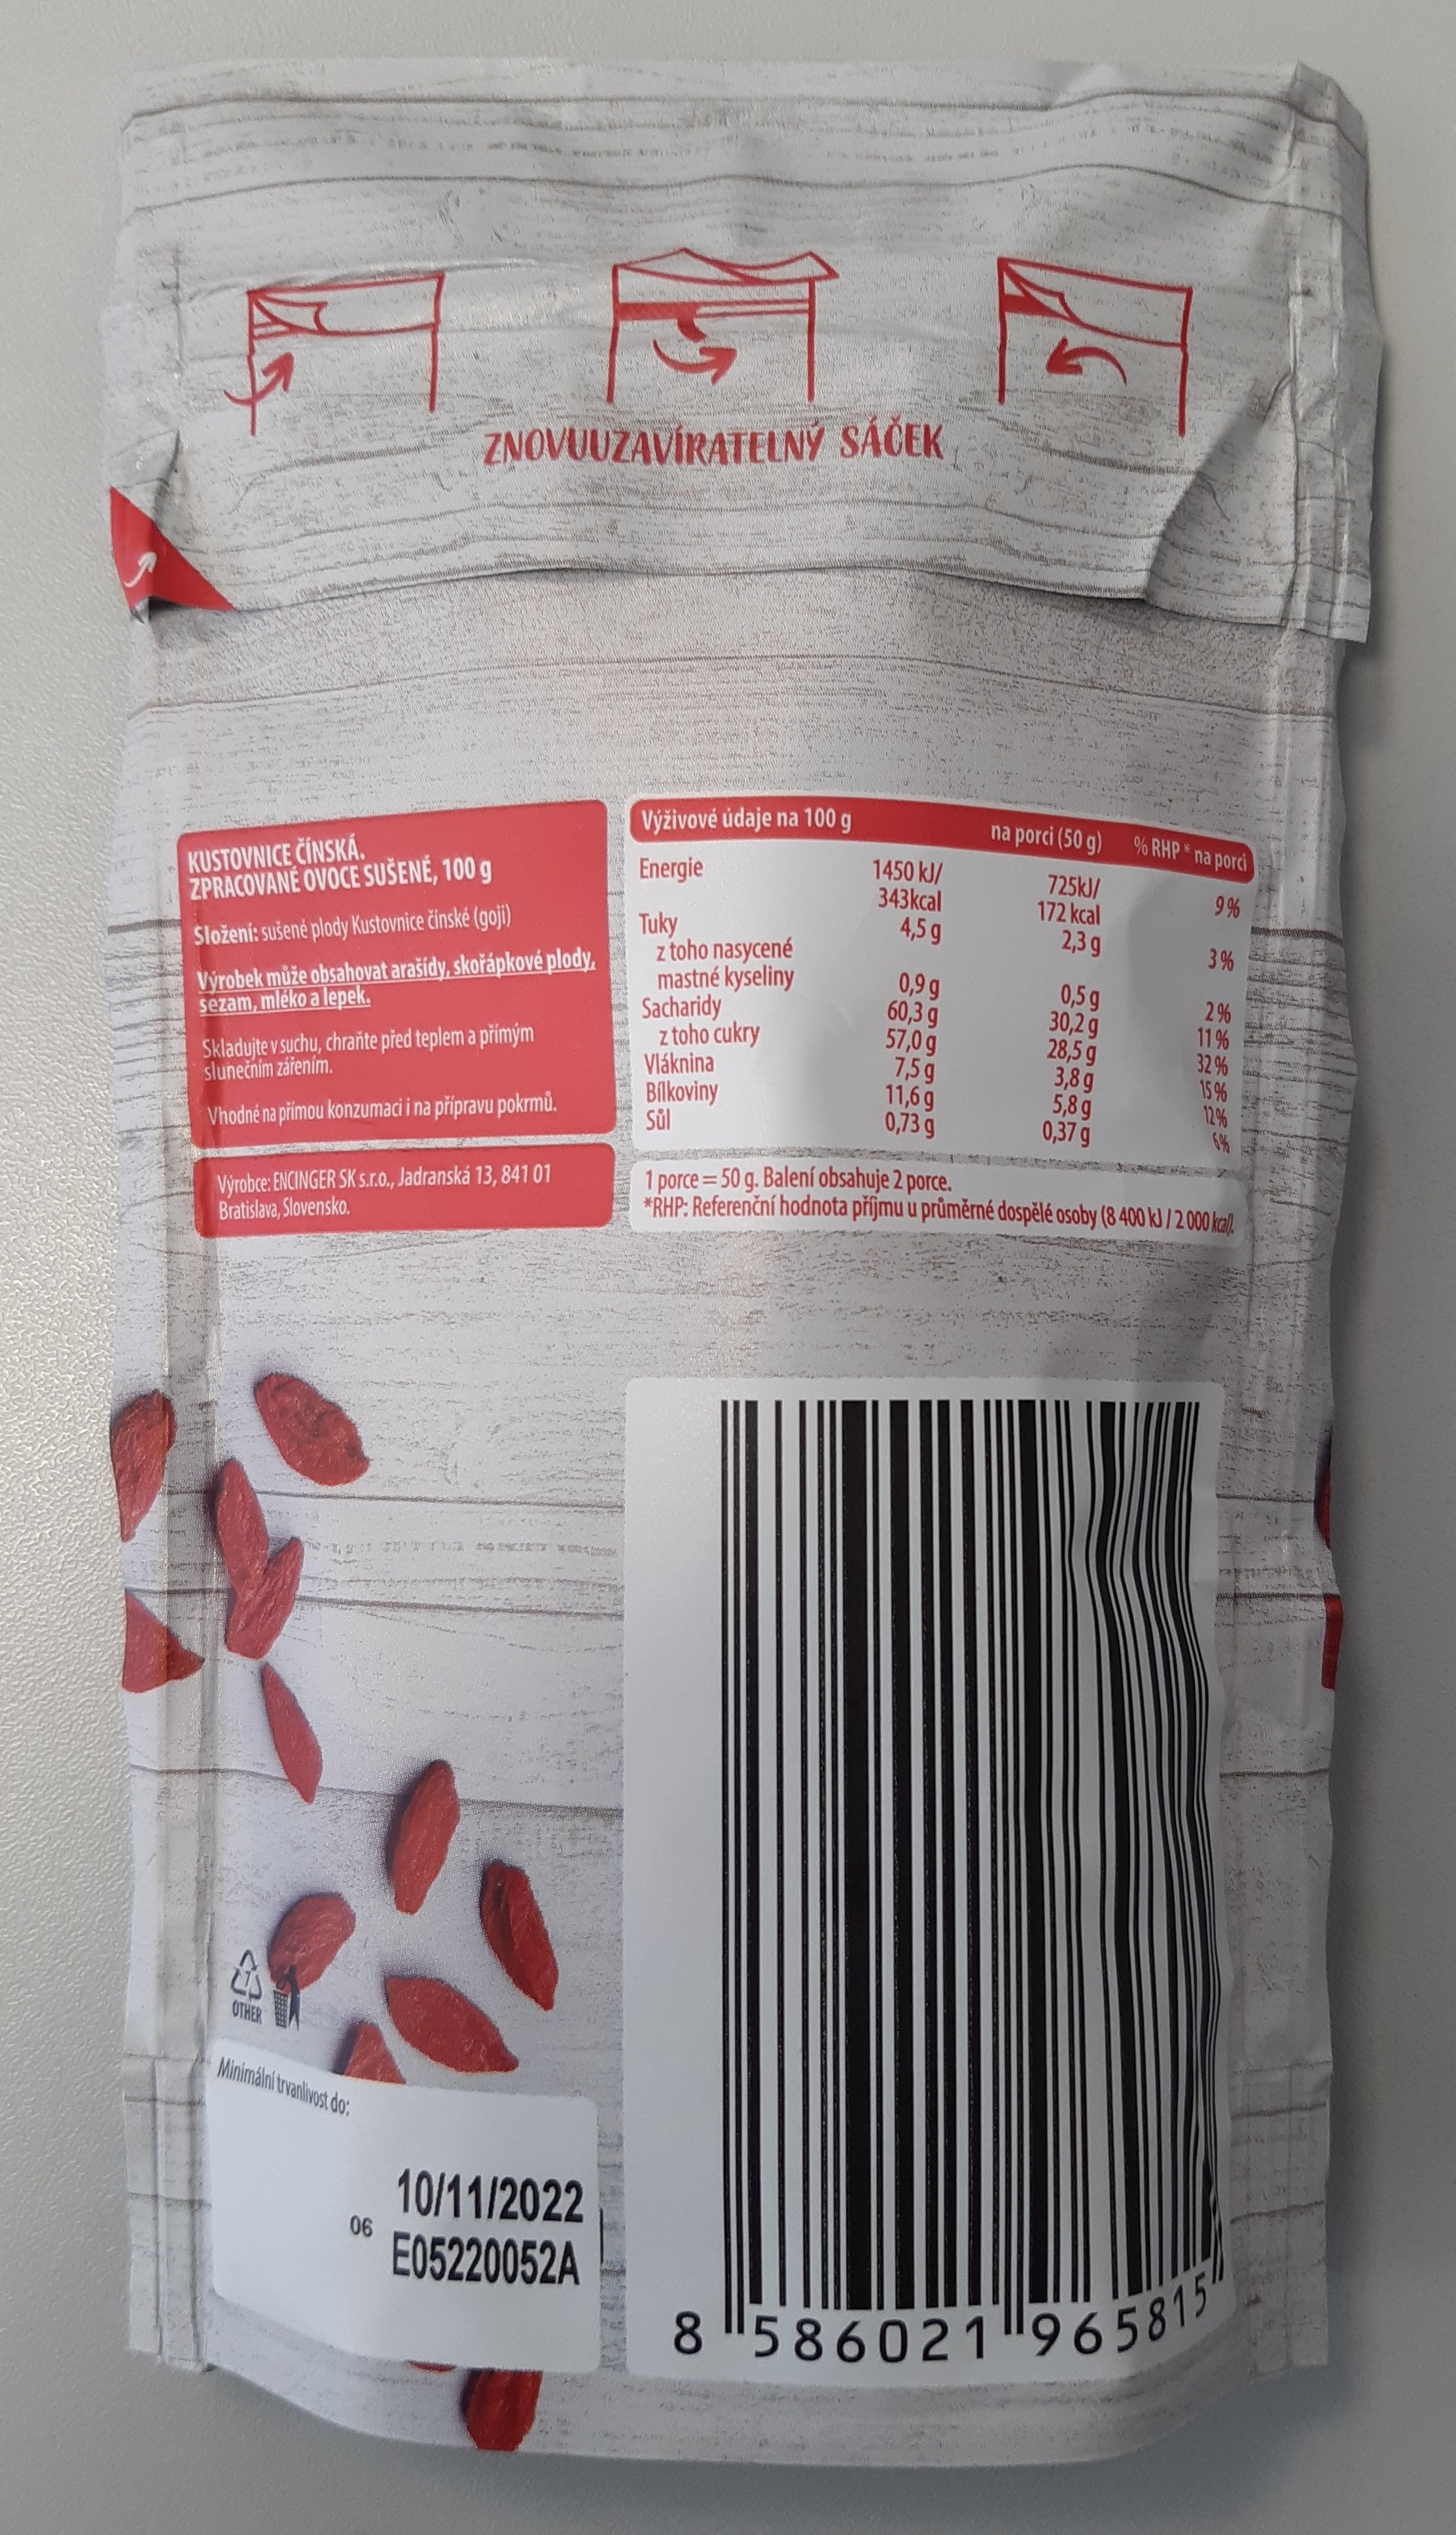 ZNOVUUZAVÍRATELNÝ SÁČEK
KUSTOVNICE ČÍNSKÁ.
ZPRACOVANÉ OVOCE SUŠENÉ, 100 g
Složení: sušené plody Kustovnice čínské (goji)
Výrobek může obsahovat arašídy, skořápkové plody,
sezam, mléko a lepek.
Skladujte v suchu, chraňte před teplem a přímým
slunečním zářením.
Vhodné na přímou konzumaci i na přípravu pokrmů.
Výrobce: ENCINGER SK s.r.o., Jadranská 13, 841 01
Bratislava, Slovensko.
Výživové údaje na 100 g na porci (50 g) % RHP * na porci
Energie 1450 kJ/ 725kJ/
343kcal 172 kcal 9 %
Tuky 4,5 g 2,3 g 3 %
z toho nasycené
mastné kyseliny 0,9 g 0,5 g 2 %
Sacharidy 60,3 g 30,2 g 11 %
z toho cukry 57,0 g 28,5 g 32 %
Vláknina 7,5 g 3,8 g 15 %
Bílkoviny 11,6 g 5,8 g 12%
Sůl 0,73 g 0,37 g 6%
1 porce = 50 g. Balení obsahuje 2 porce.
*RHP: Referenční hodnota příjmu u průměrné dospělé osoby (8 400 kJ / 2 000 kcal).
7
OTHER
Minimální trvanlivost do:
10/11/2022
06 E05220052A
8 586021 965815